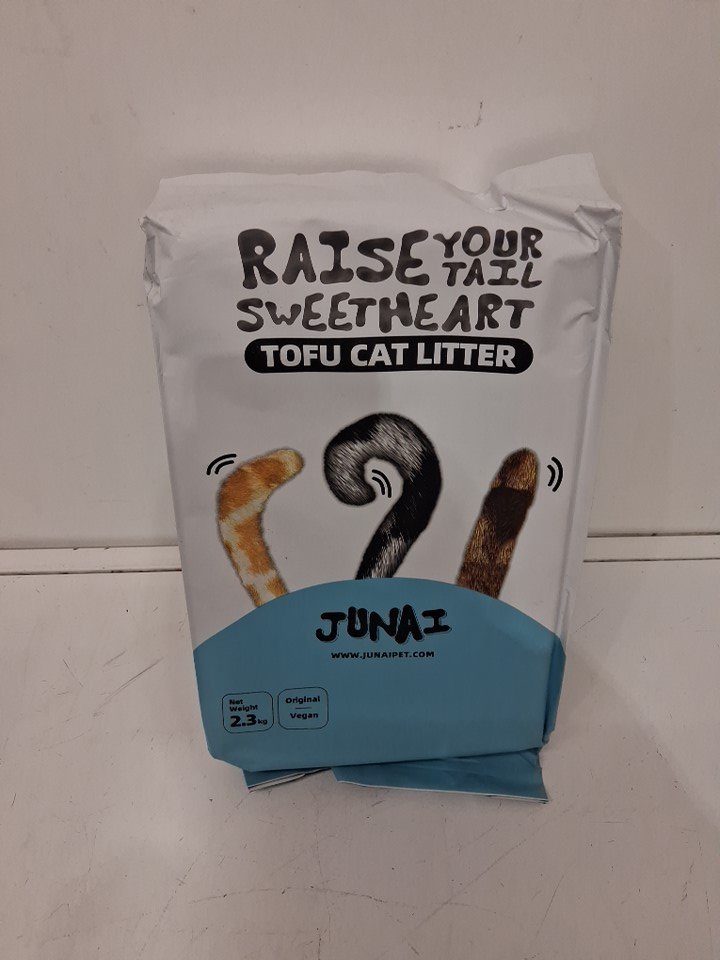 RAISE YOUR TAIL
SWEETHEART
TOFU CAT LITTER
JUNAI
WWW.JUNAIPET.COM
Net
Weight
2.3kg
Original
Vegan